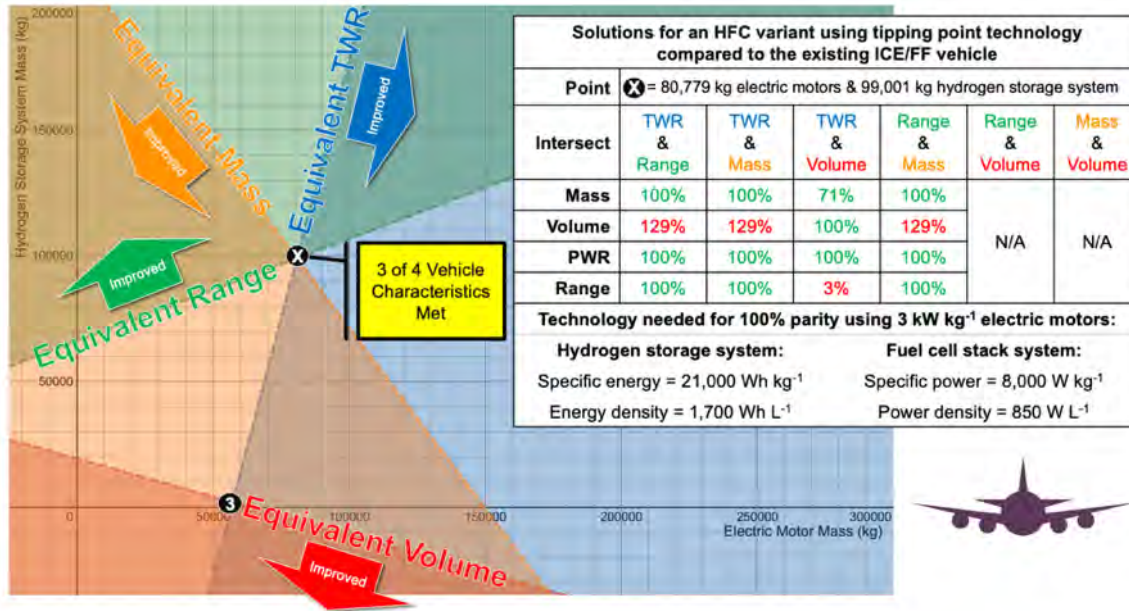 200000
150000
100000
50000
0
50000
100000
150000
200000
250000
300000
Hydrogen Storage System Mass (kg)
Electric Motor Mass (kg)
Equivalent Mass
Improved
Equivalent TWR
Improved
Equivalent Range
Improved
Equivalent Volume
Improved
X
3
3 of 4 Vehicle
Characteristics
Met
Solutions for an HFC variant using tipping point technology
compared to the existing ICE/FF vehicle
Point X = 80,779 kg electric motors & 99,001 kg hydrogen storage system
Intersect TWR & Range TWR & Mass TWR & Volume Range & Mass Range & Volume Mass & Volume
Mass 100% 100% 71% 100% N/A N/A
Volume 129% 129% 100% 129%
PWR 100% 100% 100% 100%
Range 100% 100% 3% 100%
Technology needed for 100% parity using 3 kW kg⁻¹ electric motors:
Hydrogen storage system: Fuel cell stack system:
Specific energy = 21,000 Wh kg⁻¹ Specific power = 8,000 W kg⁻¹
Energy density = 1,700 Wh L⁻¹ Power density = 850 W L⁻¹